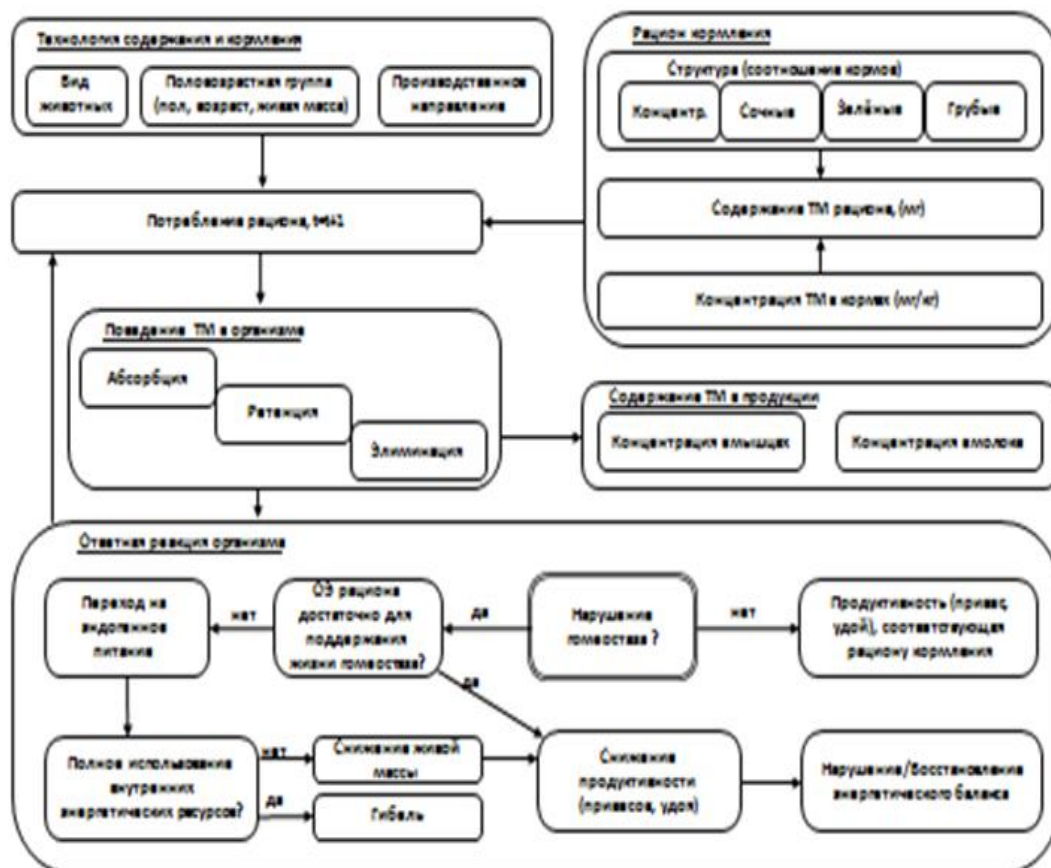 Технология содержания и кормления
Вид
животных
Половозрастная группа
(пол, возраст, живая масса)
Производственное
направление
Рацион кормления
Структура (соотношение кормов)
Концентр.
Сочные
Зелёные
Грубые
Содержание ТМ рациона, (мг)
Концентрация ТМ в кормах (мг/кг)
Потребление рациона,
Поведение ТМ в организме
Абсорбция
Ретенция
Элиминация
Содержание ТМ в продукции
Концентрация в мышцах
Концентрация в молоке
Ответная реакция организма
Переход на
эндогенное
питание
нет
ОЭ рациона
достаточно для
поддержания
жизни гомеостаза?
да
Нарушение
гомеостаза ?
нет
Продуктивность (привес,
удой), соответствующая
рациону кормления
да
Полное использование
внутренних
энергетических ресурсов?
нет
Снижение живой
массы
да
Гибель
Снижение
продуктивности
(привесов, удоя)
Нарушение/Восстановление
энергетического баланса